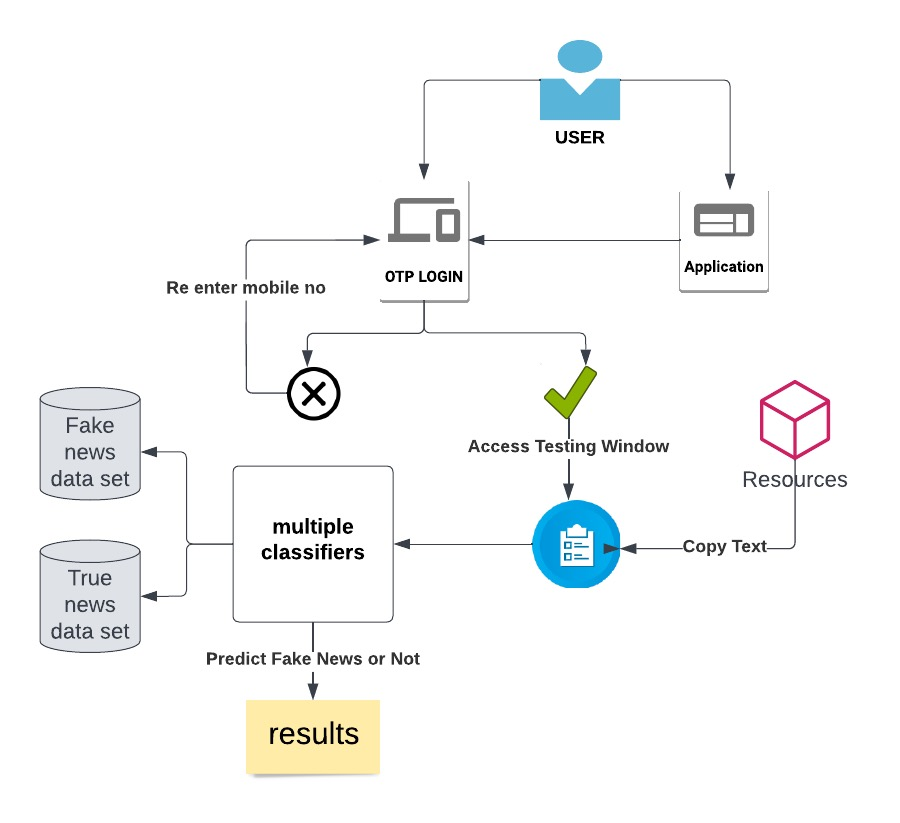 USER
OTP LOGIN
Application
Re enter mobile no
Access Testing Window
Resources
Fake
news
data set
multiple
classifiers
Copy Text
True
news
data set
Predict Fake News or Not
results